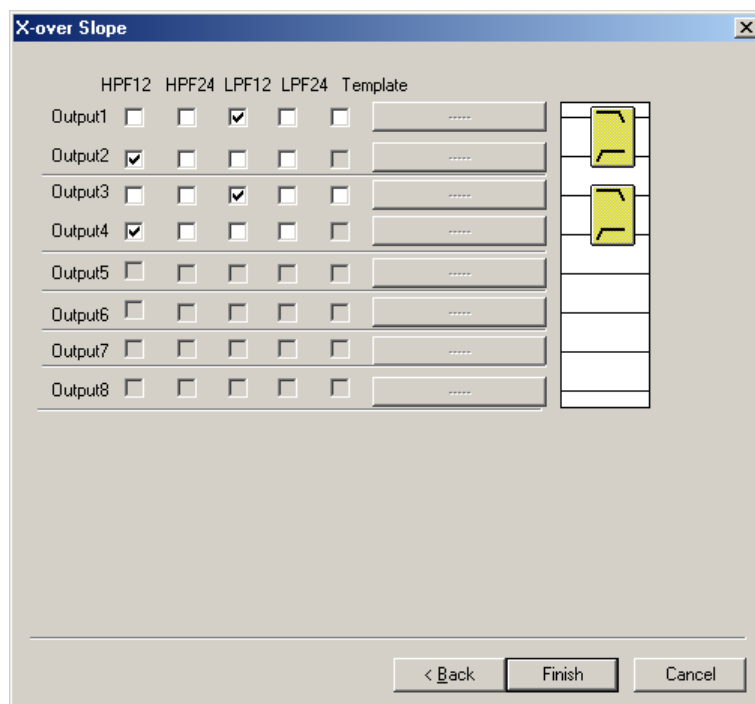 X-over Slope
HPF12 HPF24 LPF12 LPF24 Template
Output1 -----
Output2 -----
Output3 -----
Output4 -----
Output5 -----
Output6 -----
Output7 -----
Output8 -----
< Back Finish Cancel